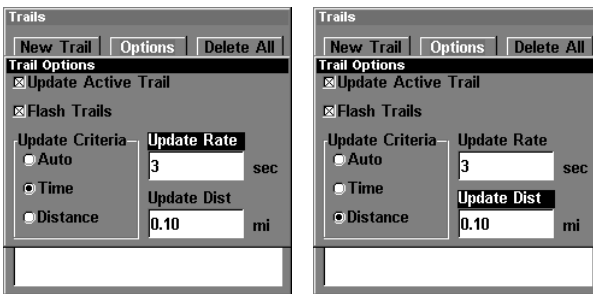 Trails
New Trail Options Delete All
Trail Options
Update Active Trail
Flash Trails
Update Criteria Update Rate
Auto
3 sec
Time
Update Dist
Distance 0.10 mi
Trails
New Trail Options Delete All
Trail Options
Update Active Trail
Flash Trails
Update Criteria Update Rate
Auto
3 sec
Time
Update Dist
Distance 0.10 mi